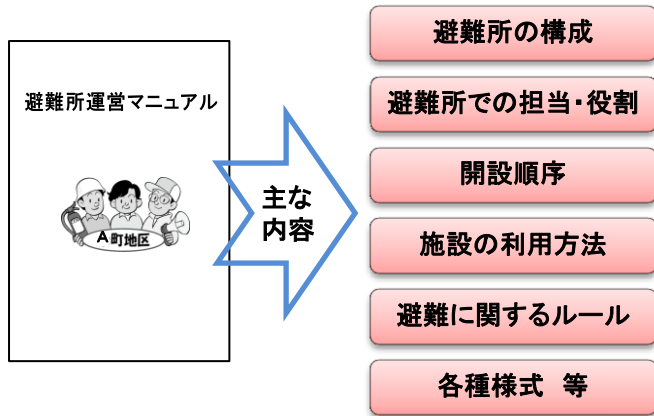 避難所運営マニュアル
A町地区
主な
内容
避難所の構成
避難所での担当・役割
開設順序
施設の利用方法
避難に関するルール
各種様式　等